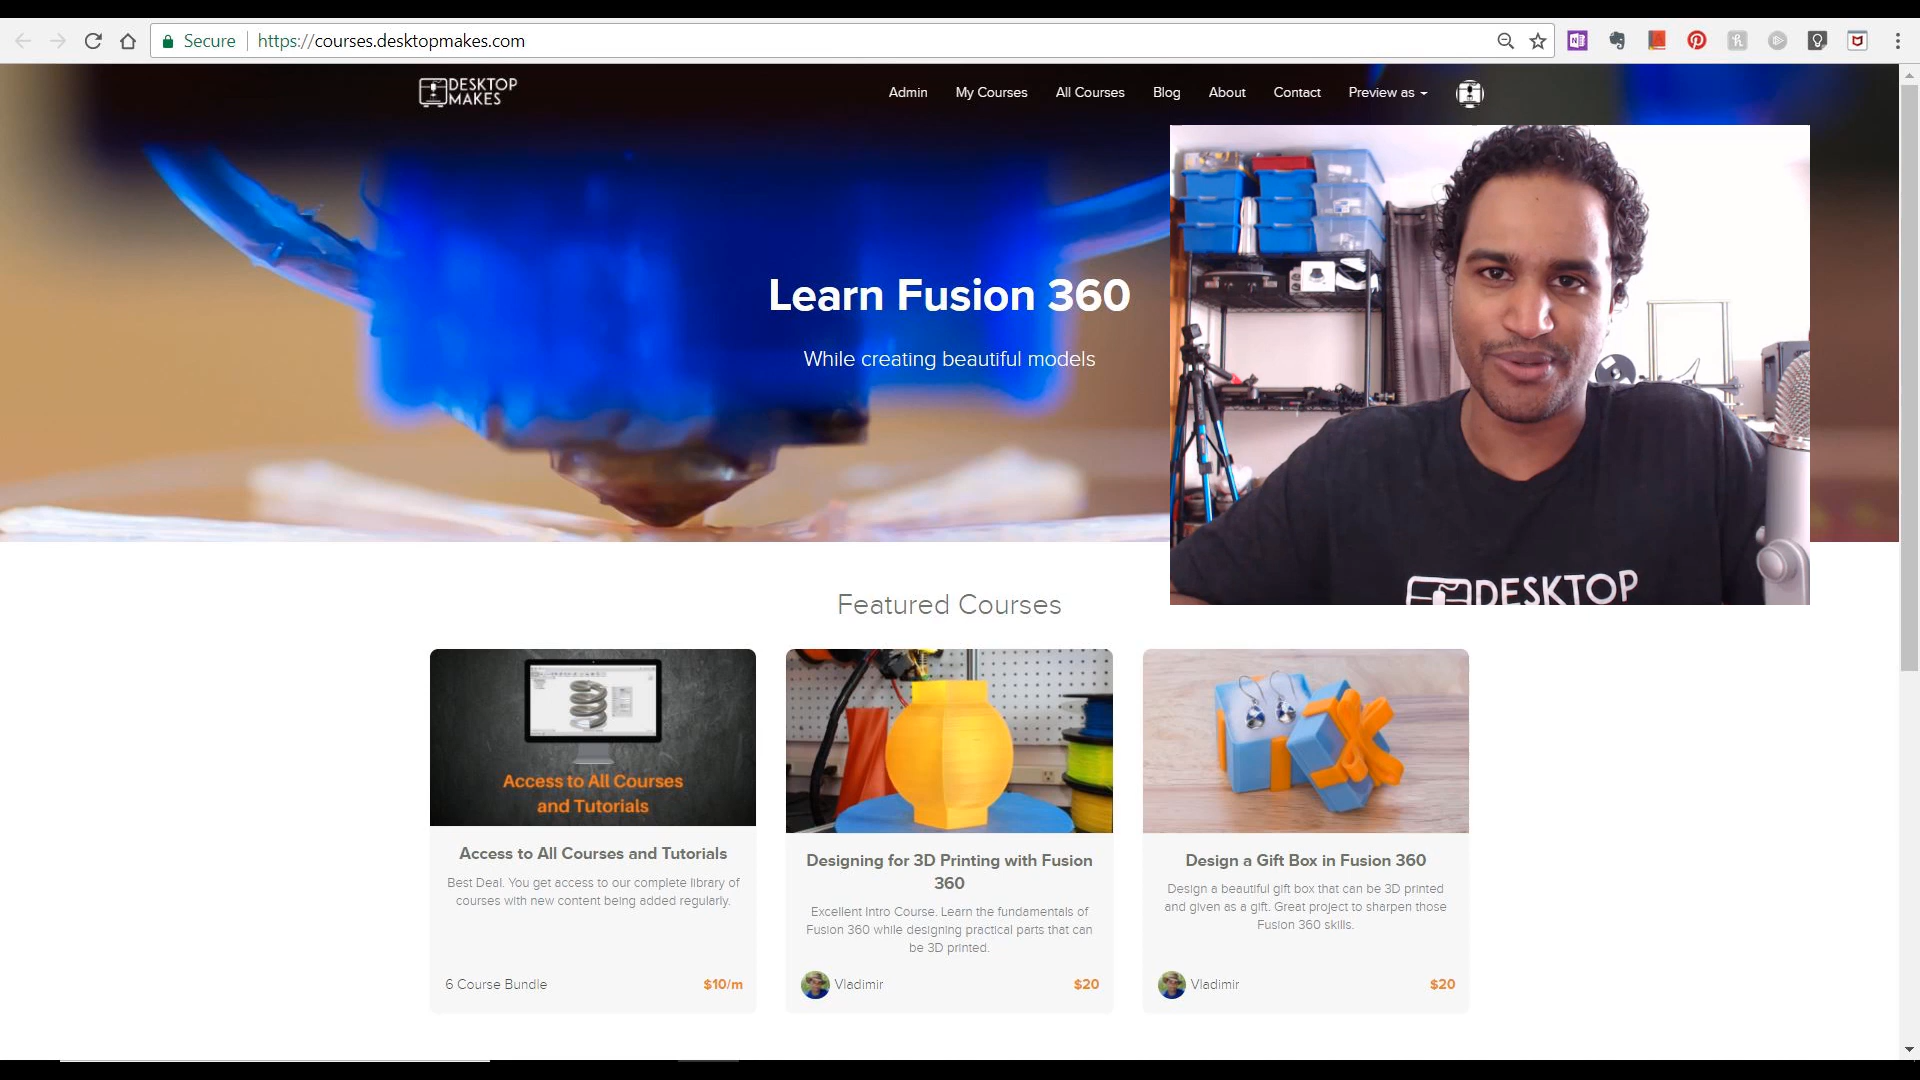 Secure
https://courses.desktopmakes.com
DESKTOP
MAKES
Admin
My Courses
All Courses
Blog
About
Contact
Preview as
Learn Fusion 360
While creating beautiful models
DESKTOP
Featured Courses
Access to All Courses
and Tutorials
Access to All Courses and Tutorials
Best Deal. You get access to our complete library of
courses with new content being added regularly.
6 Course Bundle
$10/m
Designing for 3D Printing with Fusion
360
Excellent Intro Course. Learn the fundamentals of
Fusion 360 while designing practical parts that can
be 3D printed.
Vladimir
$20
Design a Gift Box in Fusion 360
Design a beautiful gift box that can be 3D printed
and given as a gift. Great project to sharpen those
Fusion 360 skills.
Vladimir
$20